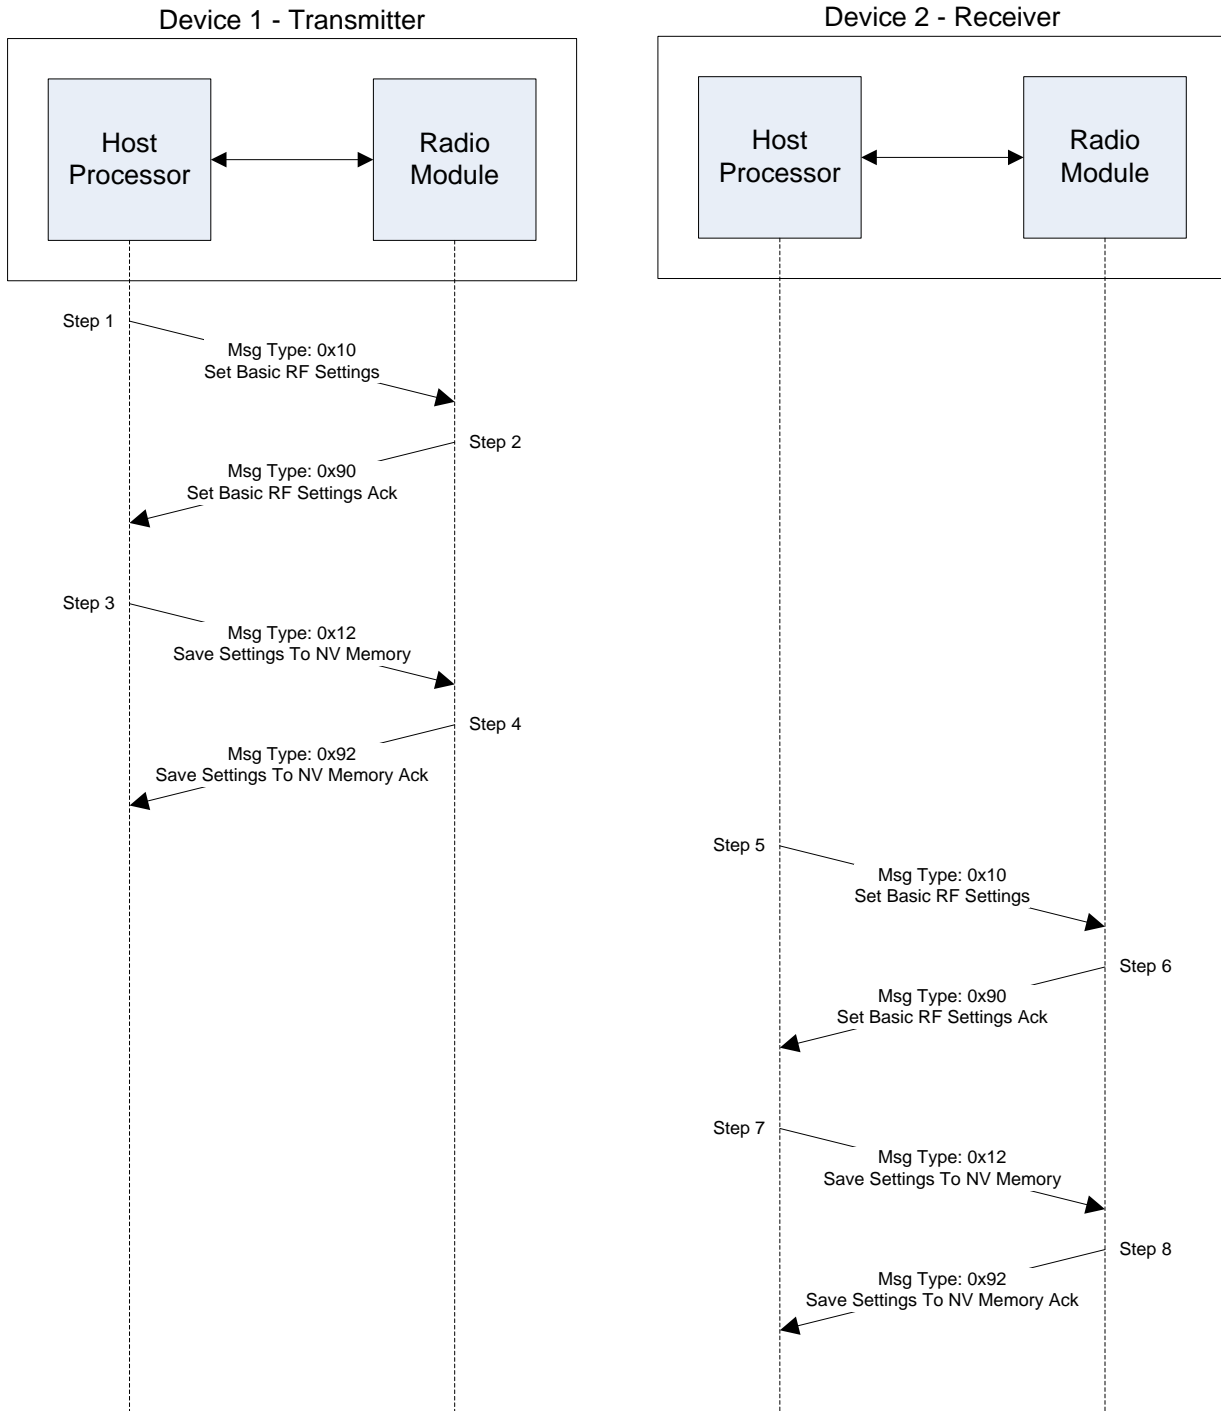 Device 1 - Transmitter
Device 2 - Receiver
Host
Processor
Radio
Module
Host
Processor
Radio
Module
Step 1
Msg Type: 0x10
Set Basic RF Settings
Step 2
Msg Type: 0x90
Set Basic RF Settings Ack
Step 3
Msg Type: 0x12
Save Settings To NV Memory
Step 4
Msg Type: 0x92
Save Settings To NV Memory Ack
Step 5
Msg Type: 0x10
Set Basic RF Settings
Step 6
Msg Type: 0x90
Set Basic RF Settings Ack
Step 7
Msg Type: 0x12
Save Settings To NV Memory
Step 8
Msg Type: 0x92
Save Settings To NV Memory Ack